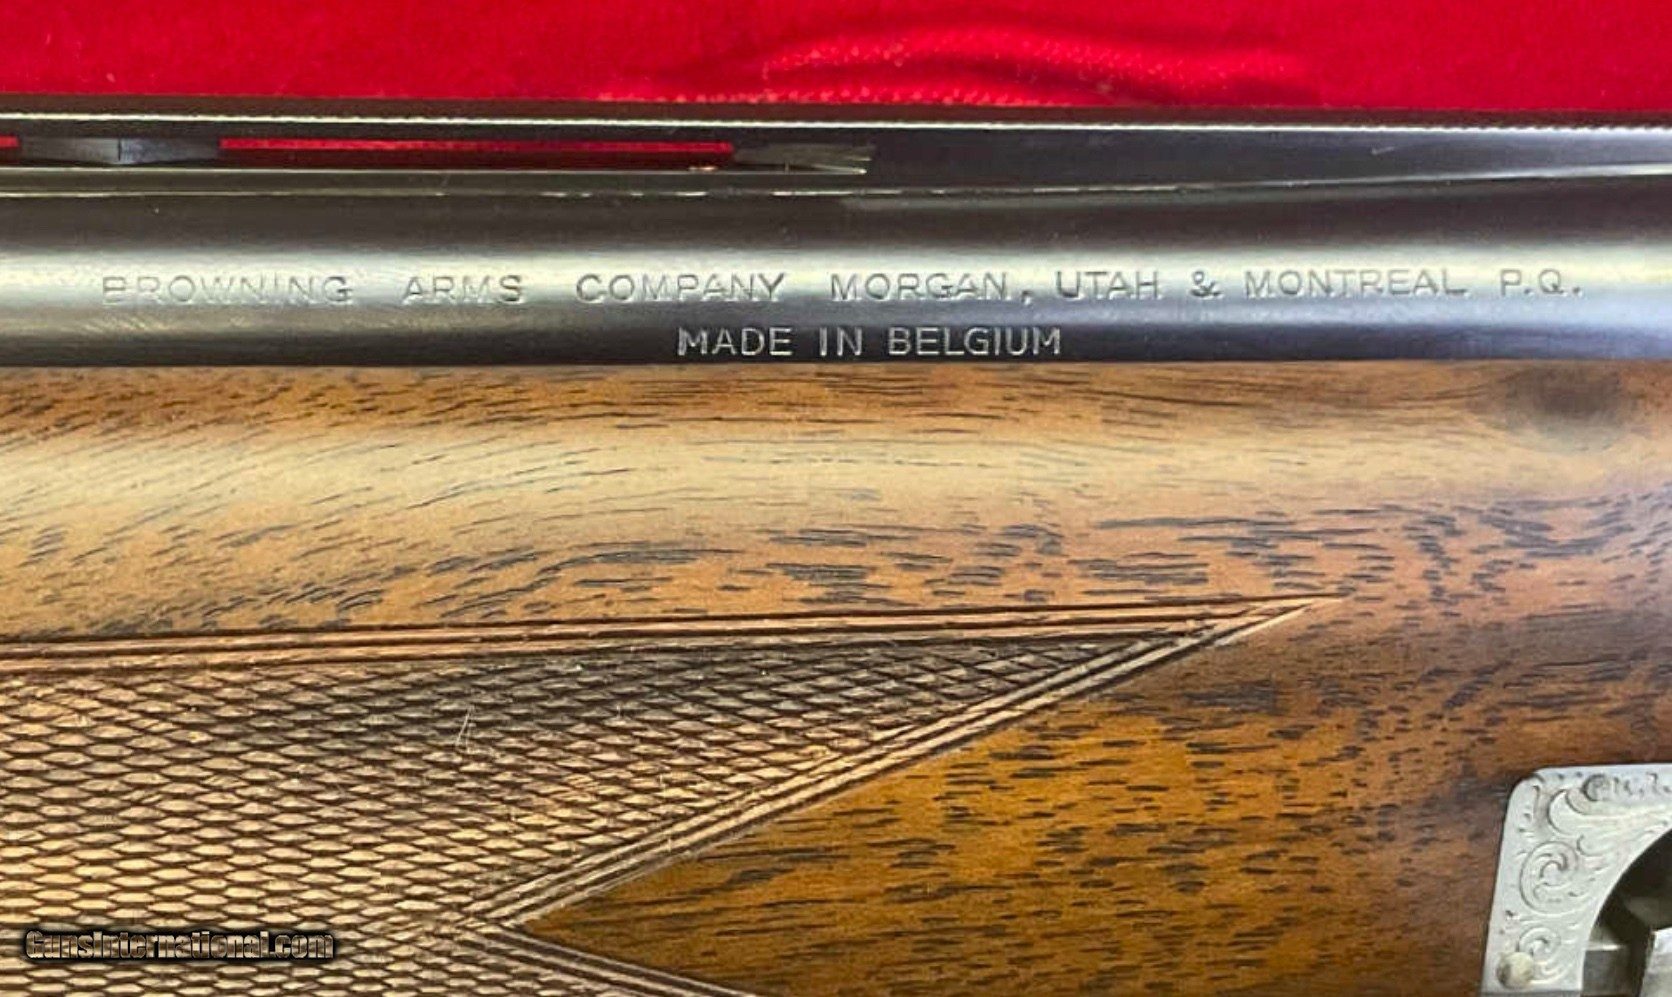 BROWNING ARMS COMPANY MORGAN, UTAH & MONTREAL P.Q.
MADE IN BELGIUM
GunsInternational.com